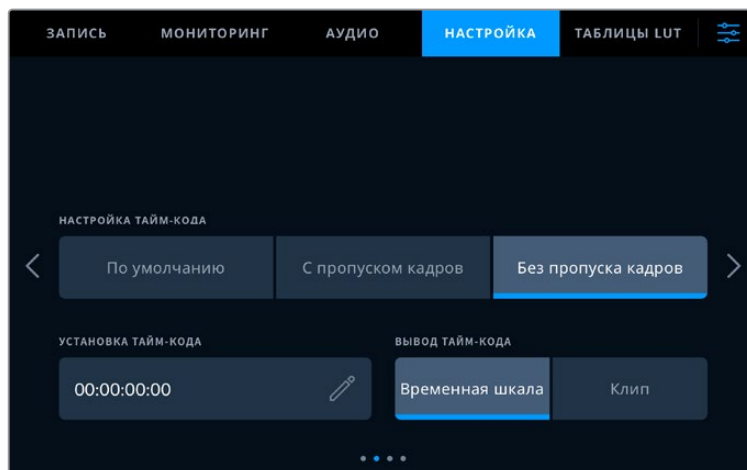 ЗАПИСЬ МОНИТОРИНГ АУДИО НАСТРОЙКА ТАБЛИЦЫ LUT
НАСТРОЙКА ТАЙМ-КОДА
По умолчанию С пропуском кадров Без пропуска кадров
УСТАНОВКА ТАЙМ-КОДА ВЫВОД ТАЙМ-КОДА
00:00:00:00 Временная шкала Клип